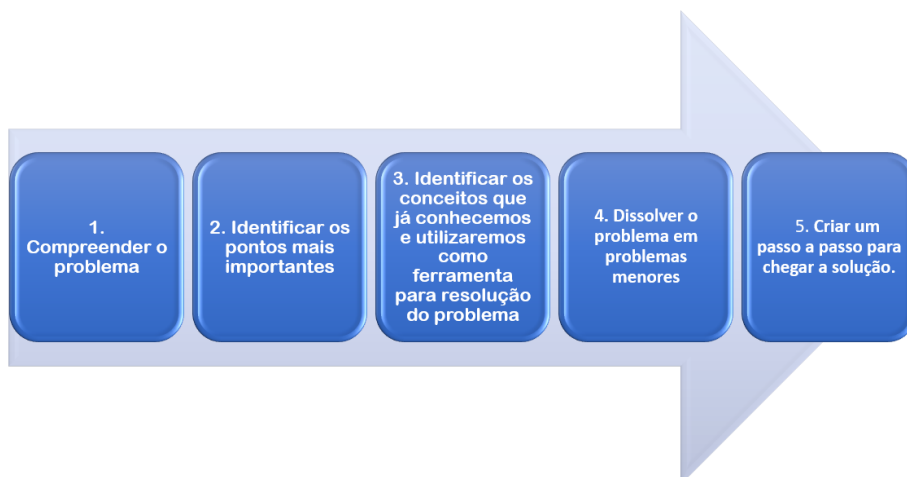 1.
Compreender o
problema
2. Identificar os
pontos mais
importantes
3. Identificar os
conceitos que
já conhecemos
e utilizaremos
como
ferramenta
para resolução
do problema
4. Dissolver o
problema em
problemas
menores
5. Criar um
passo a passo para
chegar a solução.